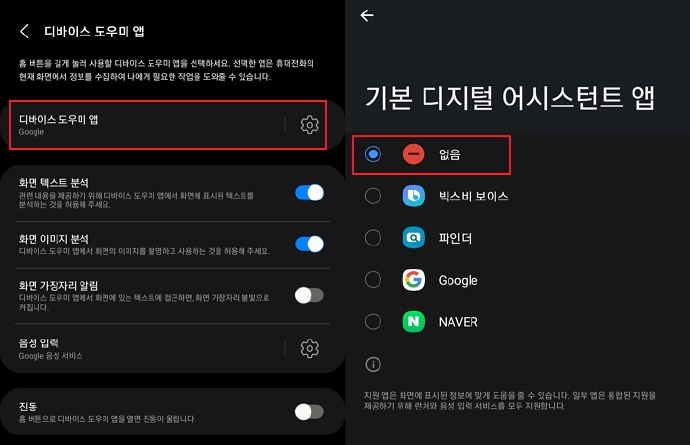 디바이스 도우미 앱
홈 버튼을 길게 눌러 사용할 디바이스 도우미 앱을 선택하세요. 선택한 앱은 휴대전화의
현재 화면에서 정보를 수집하여 나에게 필요한 작업을 도와줄 수 있습니다.
디바이스 도우미 앱
Google
화면 텍스트 분석
관련 내용을 제공하기 위해 디바이스 도우미 앱에서 화면에 표시된 텍스트를
분석하는 것을 허용해 주세요.
화면 이미지 분석
디바이스 도우미 앱에서 화면의 이미지를 촬영하고 사용하는 것을 허용해 주세요.
화면 가장자리 알림
디바이스 도우미 앱에서 화면에 있는 텍스트에 접근하면, 화면 가장자리 불빛으로
켜집니다.
음성 입력
Google 음성 서비스
진동
홈 버튼으로 디바이스 도우미 앱을 열면 진동이 울립니다.
기본 디지털 어시스턴트 앱
없음
빅스비 보이스
파인더
Google
NAVER
지원 앱은 화면에 표시된 정보에 맞게 도움을 줄 수 있습니다. 일부 앱은 통합된 지원을
제공하기 위해 런처와 음성 입력 서비스를 모두 지원합니다.